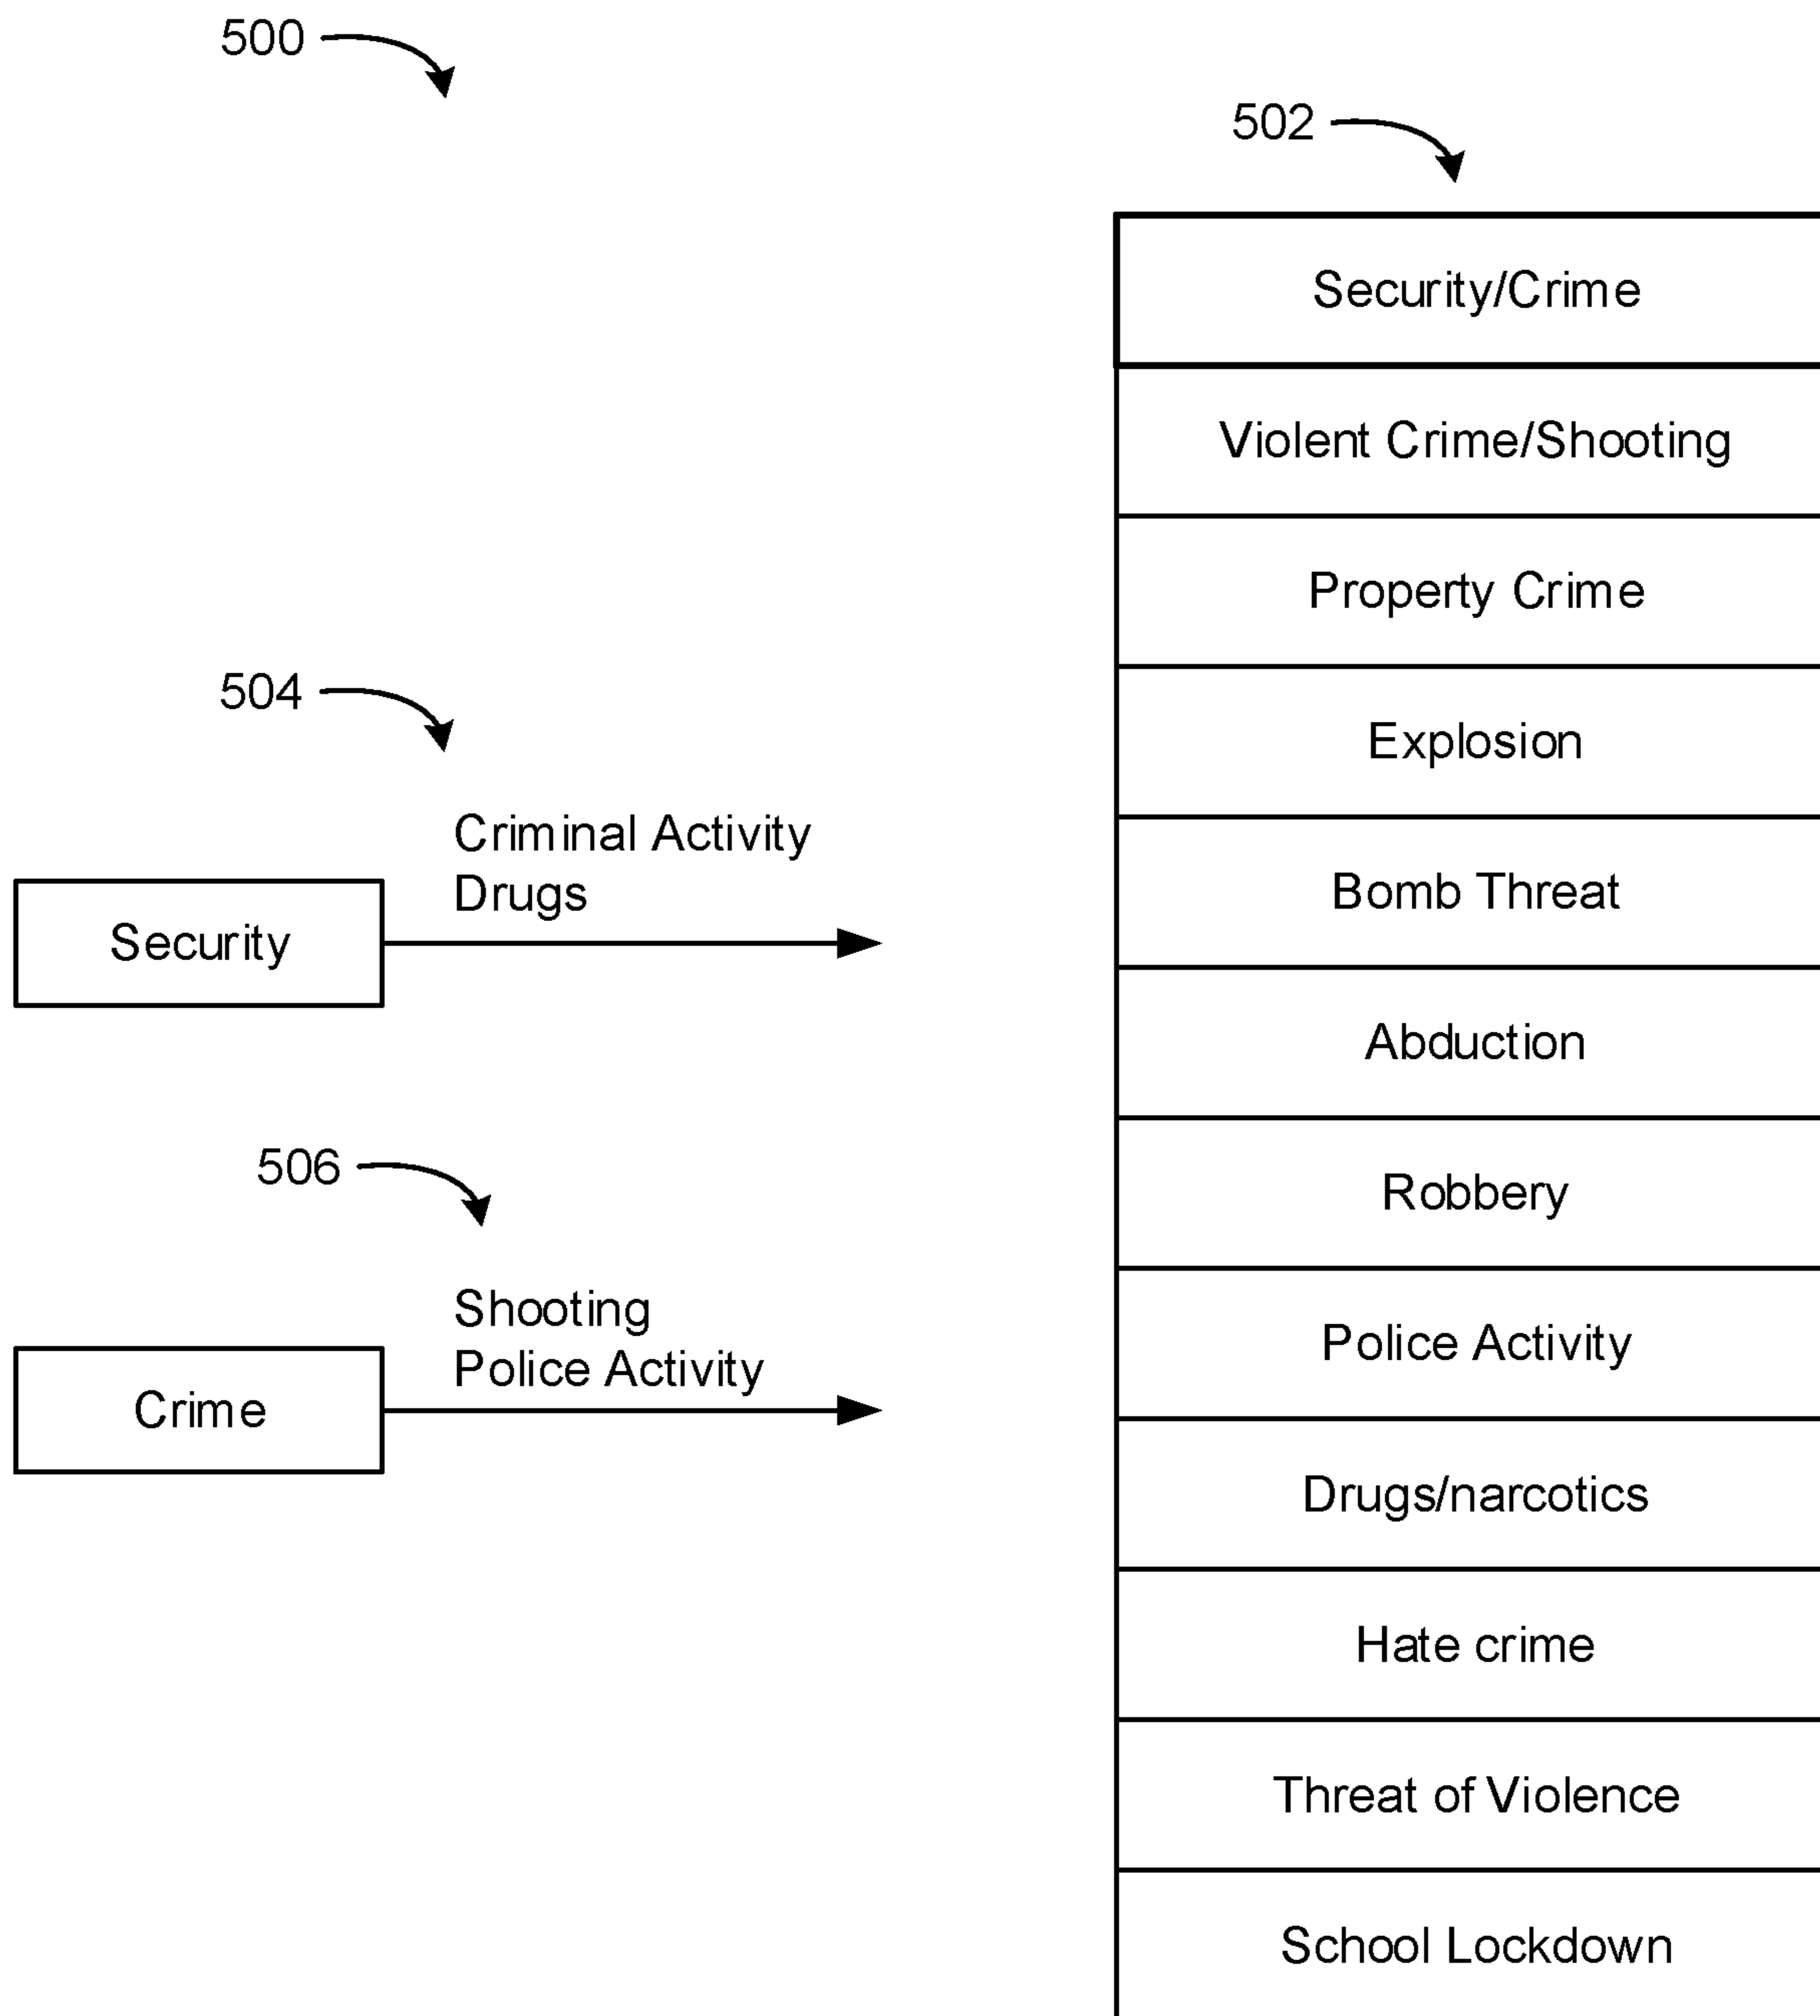 500
502
Security/Crime
Violent Crime/Shooting
Property Crime
Explosion
Bomb Threat
Abduction
Robbery
Police Activity
Drugs/narcotics
Hate crime
Threat of Violence
School Lockdown
504
Criminal Activity
Drugs
Security
506
Shooting
Police Activity
Crime